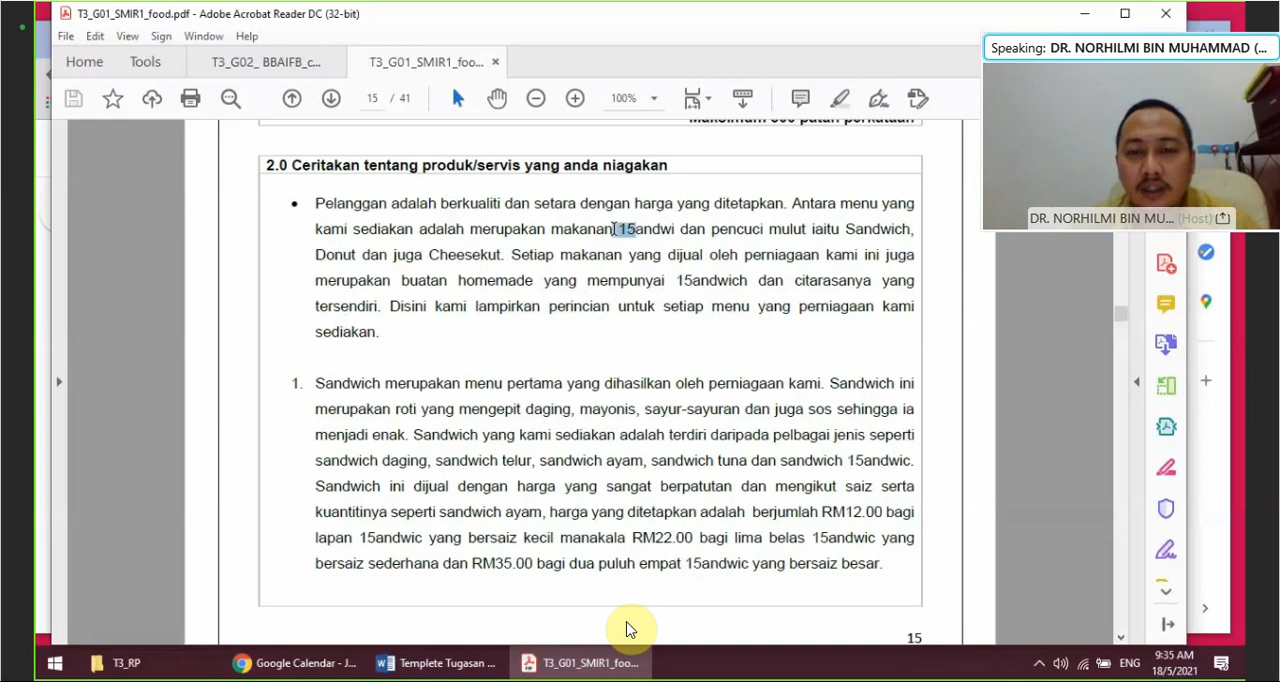 T3_G01_SMIR1_food.pdf - Adobe Acrobat Reader DC (32-bit)
File Edit View Sign Window Help
Speaking: DR. NORHILMI BIN MUHAMMAD (...
Home Tools T3_G02_ BBAIFB_c... T3_G01_SMIR1_foo... ×
15 / 41 100%
2.0 Ceritakan tentang produk/servis yang anda niagakan
• Pelanggan adalah berkualiti dan setara dengan harga yang ditetapkan. Antara menu yang
kami sediakan adalah merupakan makanan 15andwi dan pencuci mulut iaitu Sandwich,
Donut dan juga Cheesekut. Setiap makanan yang dijual oleh perniagaan kami ini juga
merupakan buatan homemade yang mempunyai 15andwich dan citarasanya yang
tersendiri. Disini kami lampirkan perincian untuk setiap menu yang perniagaan kami
sediakan.
1. Sandwich merupakan menu pertama yang dihasilkan oleh perniagaan kami. Sandwich ini
merupakan roti yang mengepit daging, mayonis, sayur-sayuran dan juga sos sehingga ia
menjadi enak. Sandwich yang kami sediakan adalah terdiri daripada pelbagai jenis seperti
sandwich daging, sandwich telur, sandwich ayam, sandwich tuna dan sandwich 15andwic.
Sandwich ini dijual dengan harga yang sangat berpatutan dan mengikut saiz serta
kuantitinya seperti sandwich ayam, harga yang ditetapkan adalah berjumlah RM12.00 bagi
lapan 15andwic yang bersaiz kecil manakala RM22.00 bagi lima belas 15andwic yang
bersaiz sederhana dan RM35.00 bagi dua puluh empat 15andwic yang bersaiz besar.
15
DR. NORHILMI BIN MU... (Host)
T3_RP
Google Calendar - J...
Templete Tugasan ...
T3_G01_SMIR1_foo...
ENG
9:35 AM
18/5/2021